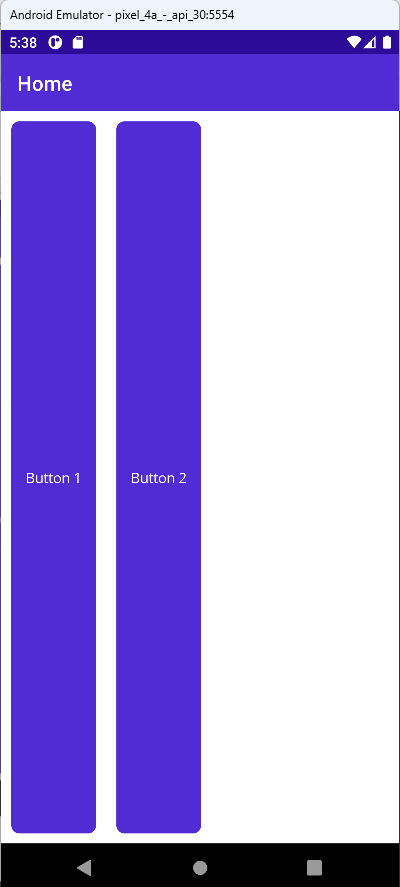 Android Emulator - pixel_4a_-_api_30:5554
5:38
Home
Button 1
Button 2